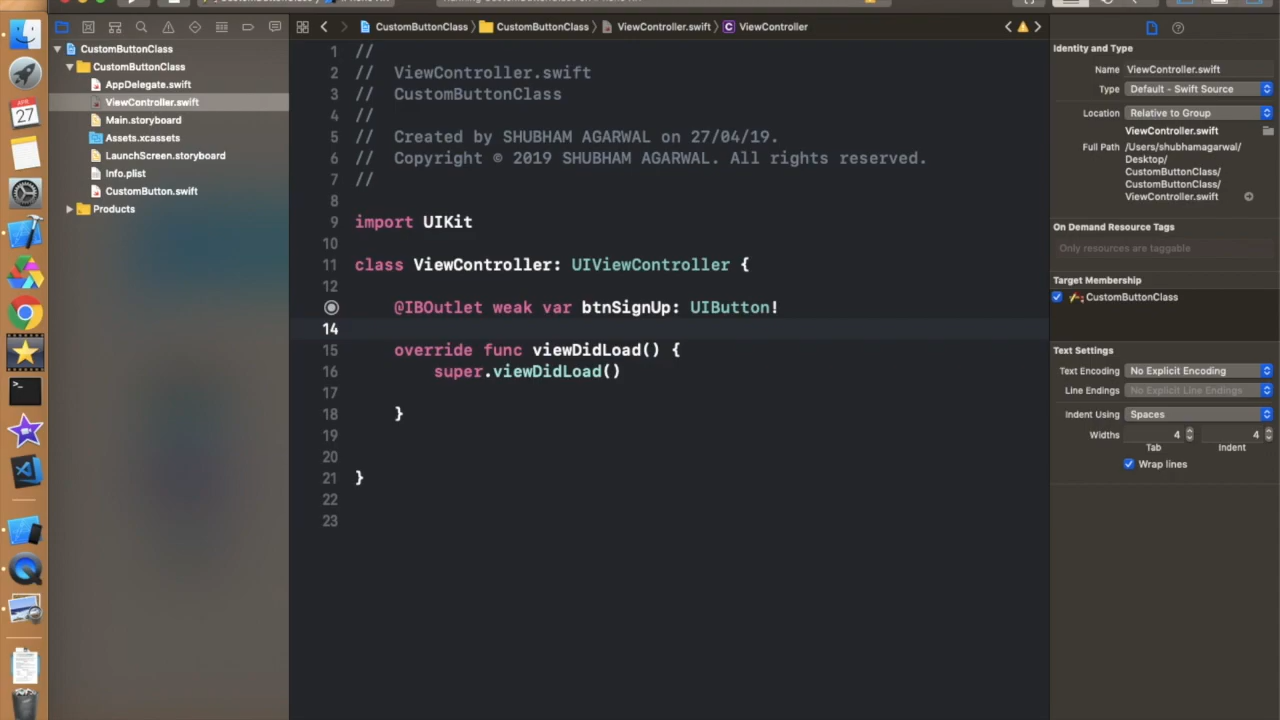 CustomButtonClass
CustomButtonClass
AppDelegate.swift
ViewController.swift
Main.storyboard
Assets.xcassets
LaunchScreen.storyboard
Info.plist
CustomButton.swift
Products
CustomButtonClass
CustomButtonClass
ViewController.swift
C
ViewController
1 //
2 // ViewController.swift
3 // CustomButtonClass
4 //
5 // Created by SHUBHAM AGARWAL on 27/04/19.
6 // Copyright © 2019 SHUBHAM AGARWAL. All rights reserved.
7 //
8
9 import UIKit
10
11 class ViewController: UIViewController {
12
@IBOutlet weak var btnSignUp: UIButton!
14
15 override func viewDidLoad() {
16 super.viewDidLoad()
17
18 }
19
20
21 }
22
23
Identity and Type
Name ViewController.swift
Type Default - Swift Source
Location Relative to Group
ViewController.swift
Full Path /Users/shubhamagarwal/
Desktop/
CustomButtonClass/
CustomButtonClass/
ViewController.swift
On Demand Resource Tags
Only resources are taggable
Target Membership
CustomButtonClass
Text Settings
Text Encoding No Explicit Encoding
Line Endings No Explicit Line Endings
Indent Using Spaces
Widths 4 4
Tab Indent
Wrap lines
APR
27